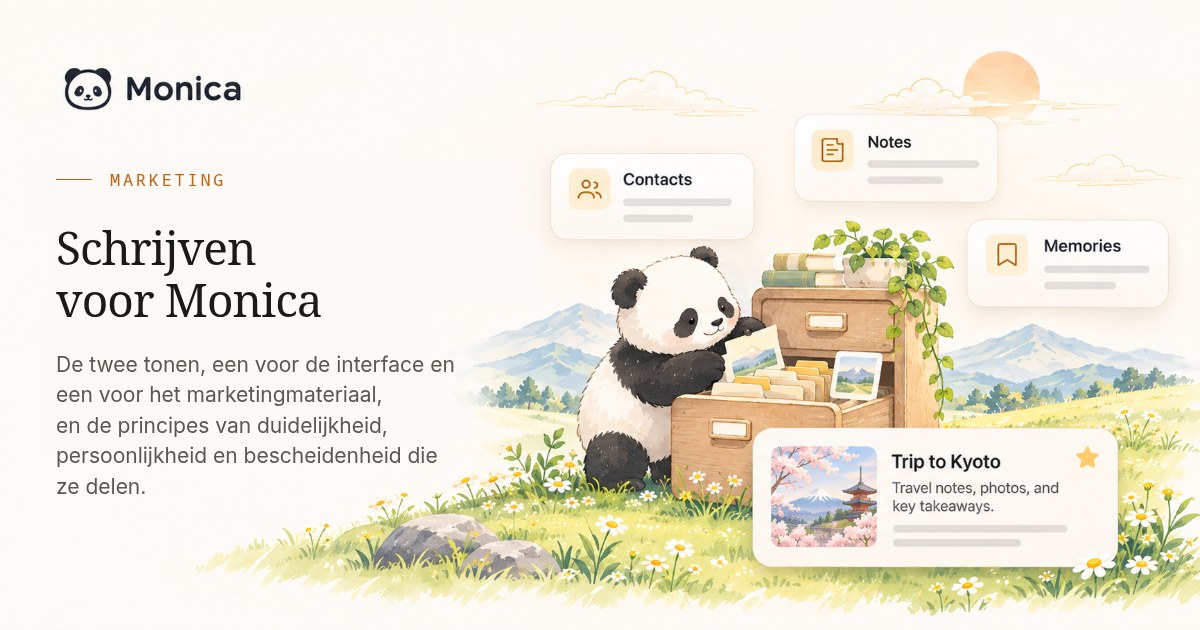 Monica
MARKETING
Schrijven
voor Monica
De twee tonen, een voor de interface en
een voor het marketingmateriaal,
en de principes van duidelijkheid,
persoonlijkheid en bescheidenheid die
ze delen.
Contacts
Notes
Memories
Trip to Kyoto
Travel notes, photos, and
key takeaways.